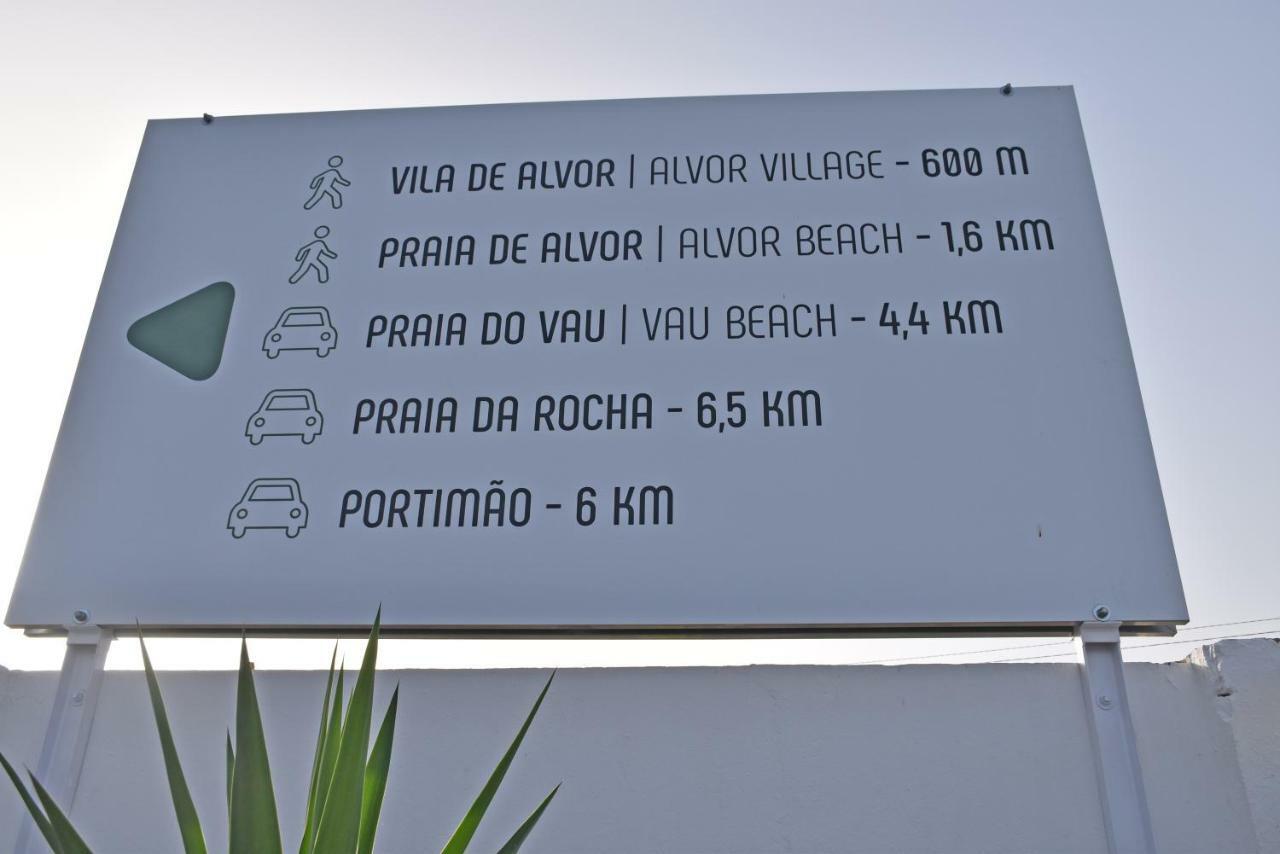 VILA DE ALVOR | ALVOR VILLAGE - 600 M
PRAIA DE ALVOR | ALVOR BEACH - 1,6 KM
PRAIA DO VAU | VAU BEACH - 4,4 KM
PRAIA DA ROCHA - 6,5 KM
PORTIMÃO - 6 KM